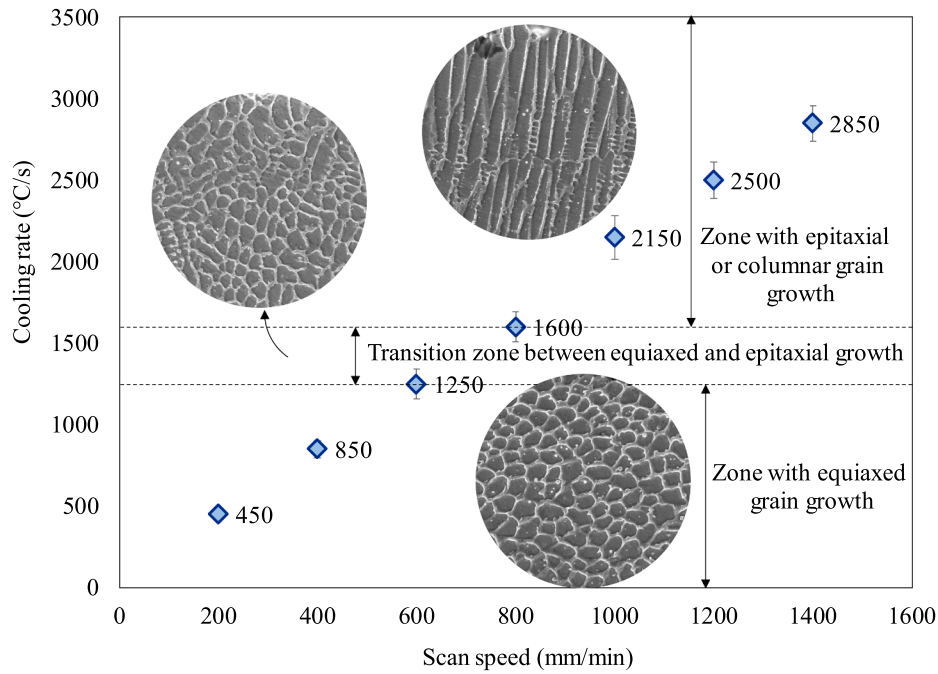 3500
3000
2500
2000
1500
1000
500
0
Cooling rate (°C/s)
2850
2500
2150
Zone with epitaxial
or columnar grain
growth
1600
Transition zone between equiaxed and epitaxial growth
1250
850
Zone with equiaxed
grain growth
450
0 200 400 600 800 1000 1200 1400 1600
Scan speed (mm/min)